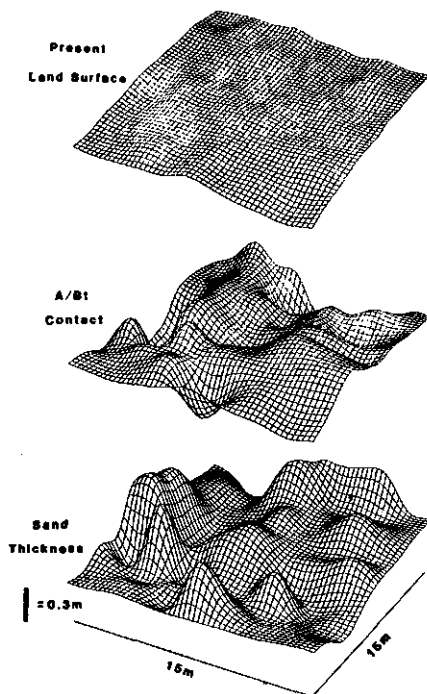 Present
Land Surface
A/Bt
Contact
Sand
Thickness
=0.3m
15m
15m